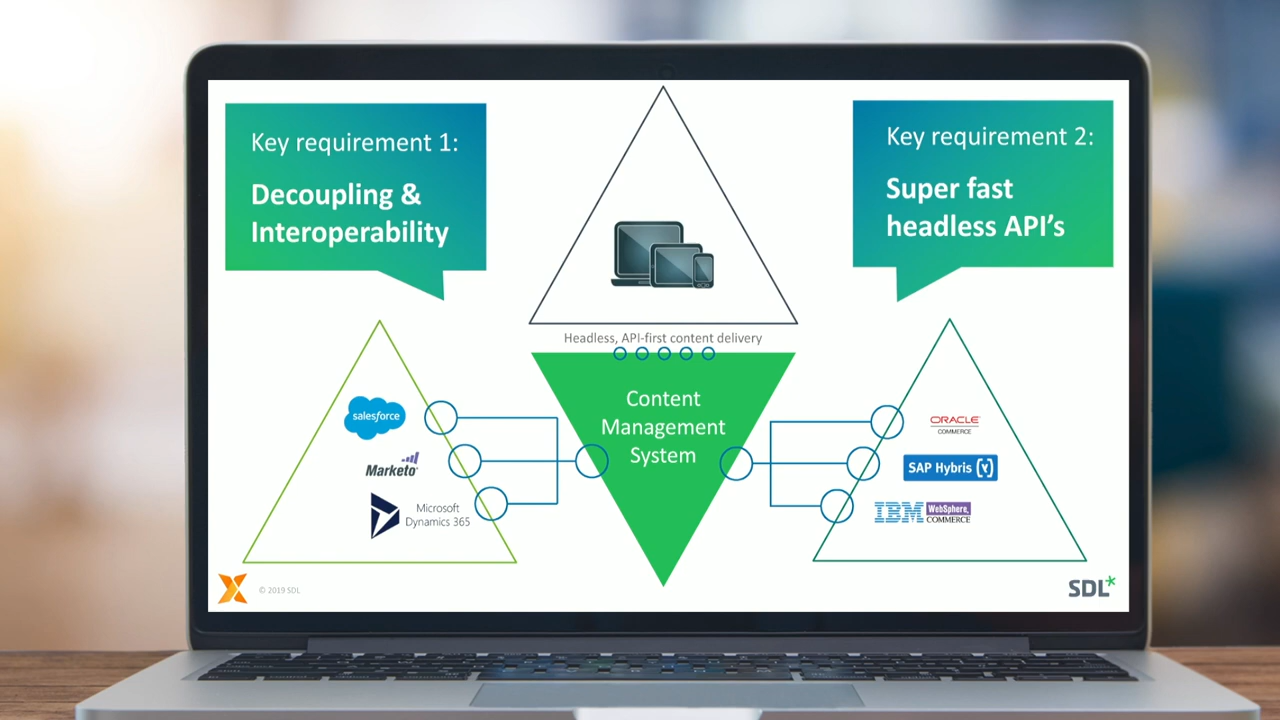 Key requirement 1:
Decoupling &
Interoperability
Key requirement 2:
Super fast
headless API's
Headless, API-first content delivery
Content
Management
System
salesforce
Marketo
Microsoft
Dynamics 365
ORACLE
COMMERCE
SAP Hybris (Y)
IBM WebSphere.
COMMERCE
© 2019 SDL
SDL*